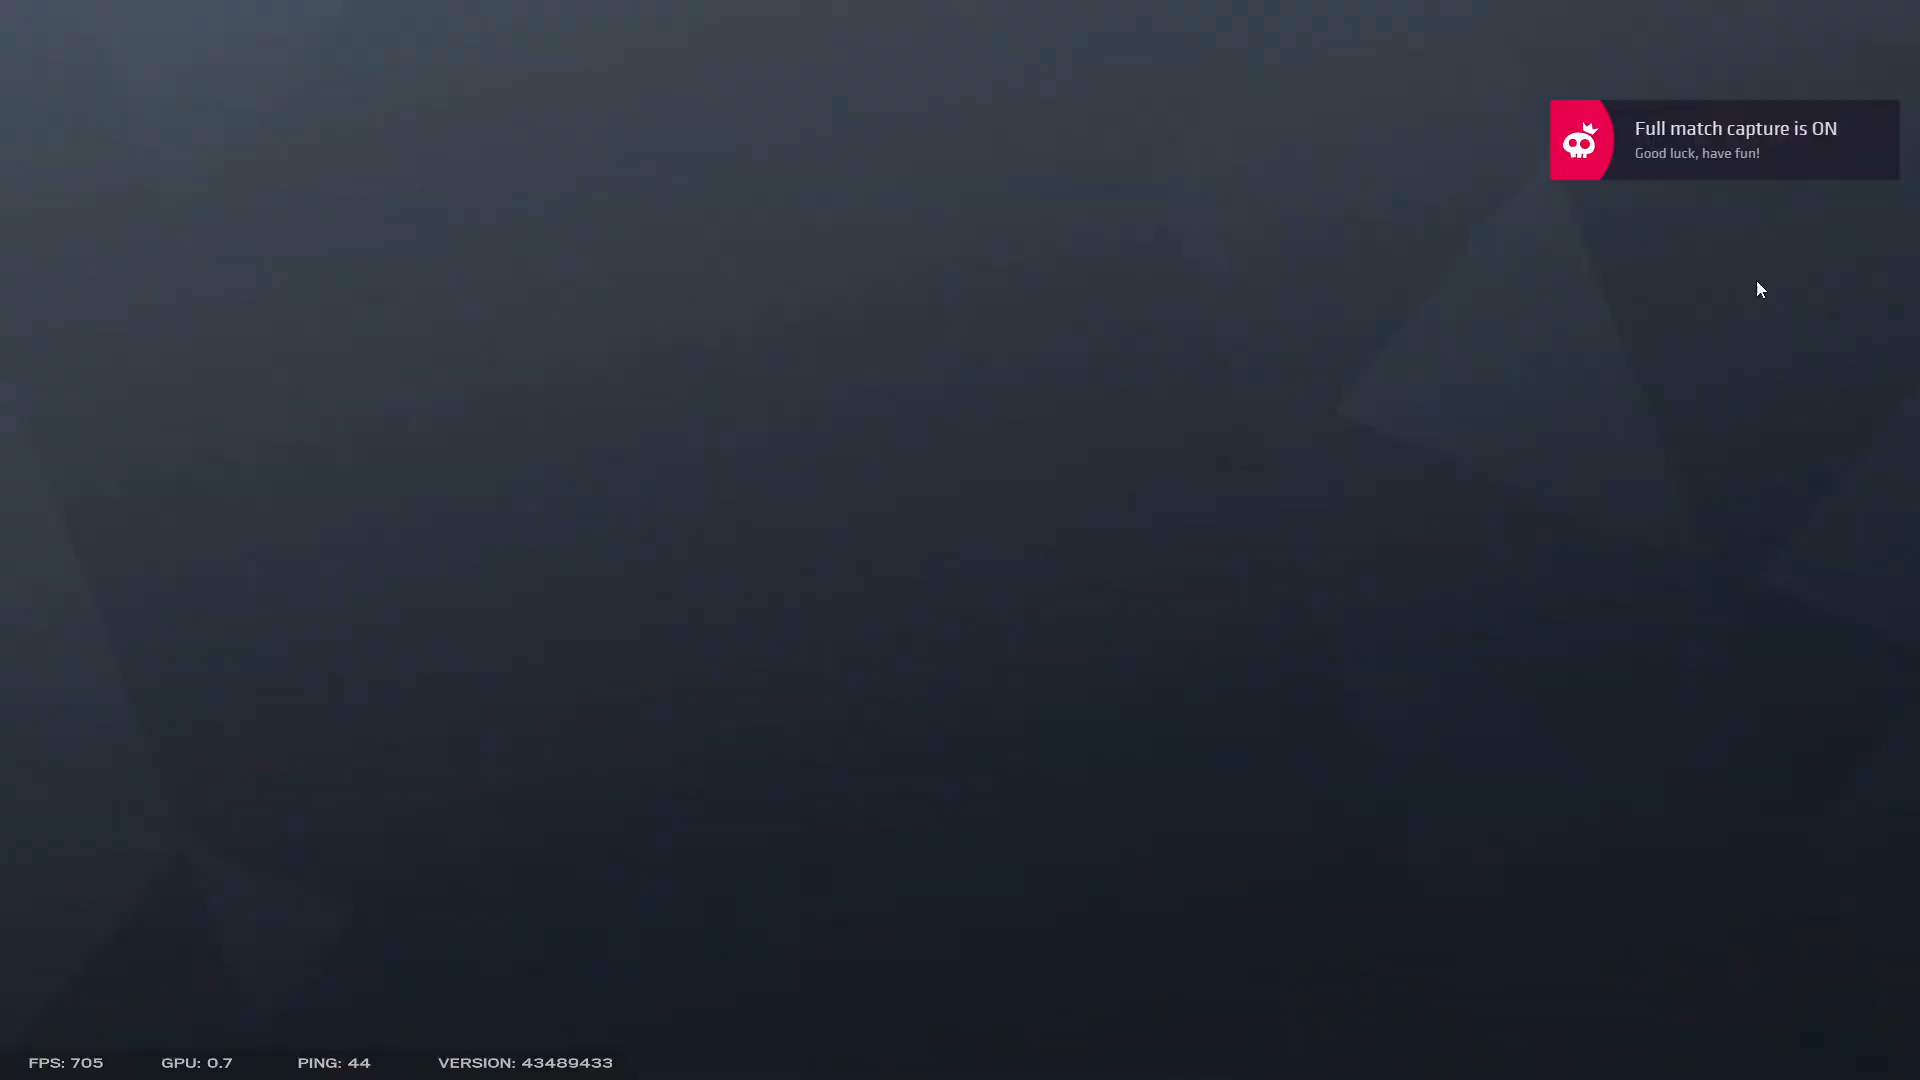 Full match capture is ON
Good luck, have fun!
FPS: 705 GPU: 0.7 PING: 44 VERSION: 43489433